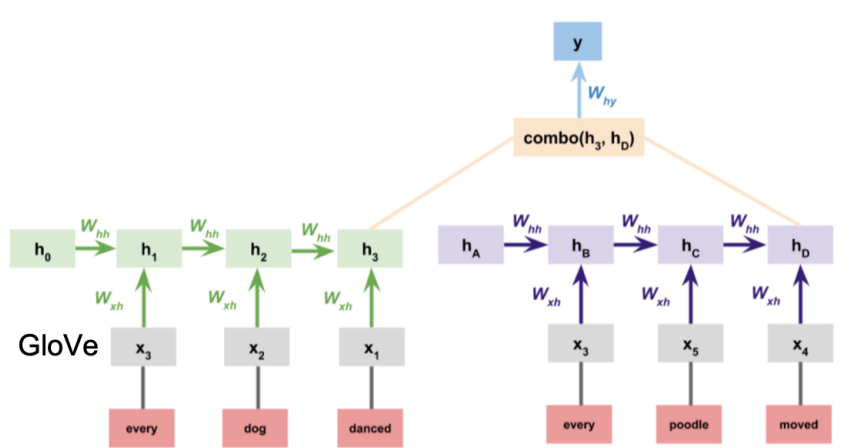 y
W_hy
combo(h_3, h_D)
W_hh W_hh W_hh W_hh W_hh W_hh
h_0 h_1 h_2 h_3 h_A h_B h_C h_D
W_xh W_xh W_xh W_xh W_xh W_xh
GloVe x_3 x_2 x_1 x_3 x_5 x_4
every dog danced every poodle moved